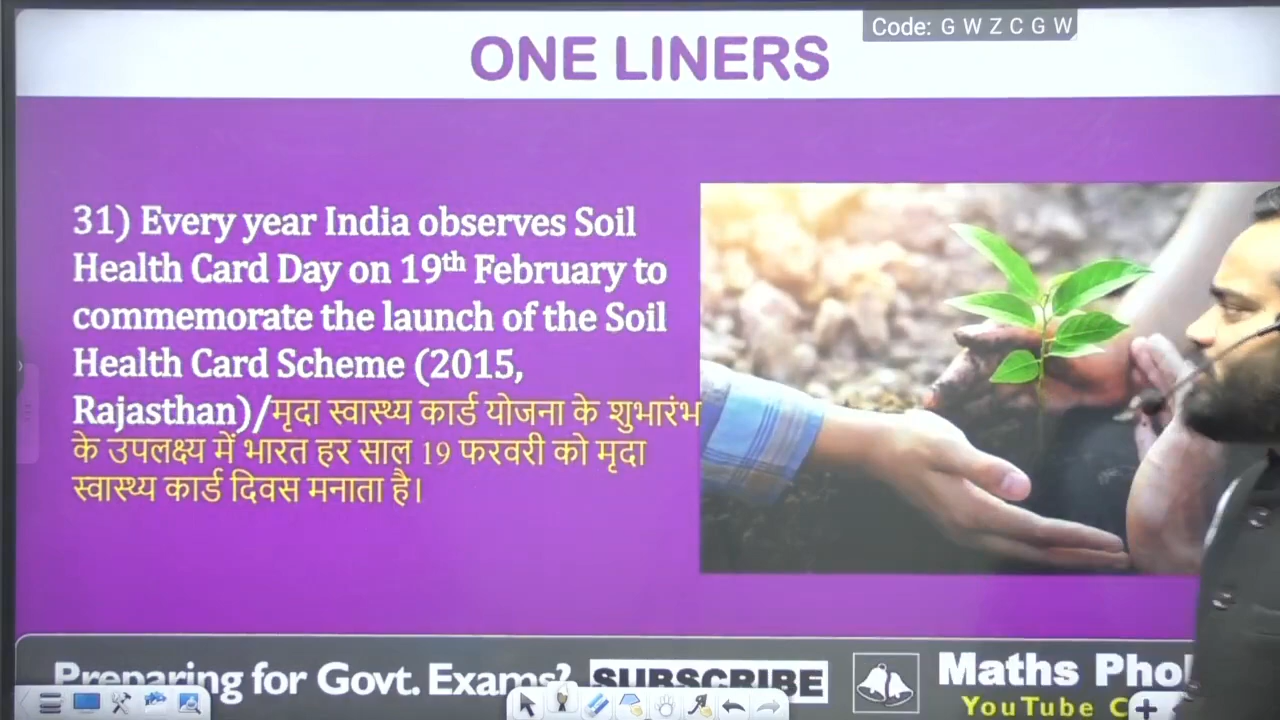 Code: G W Z C G W
ONE LINERS
31) Every year India observes Soil
Health Card Day on 19th February to
commemorate the launch of the Soil
Health Card Scheme (2015,
Rajasthan)/मृदा स्वास्थ्य कार्ड योजना के शुभारंभ
के उपलक्ष्य में भारत हर साल 19 फरवरी को मृदा
स्वास्थ्य कार्ड दिवस मनाता है।
Preparing for Govt. Exams? SUBSCRIBE
Maths Pho
YouTube C